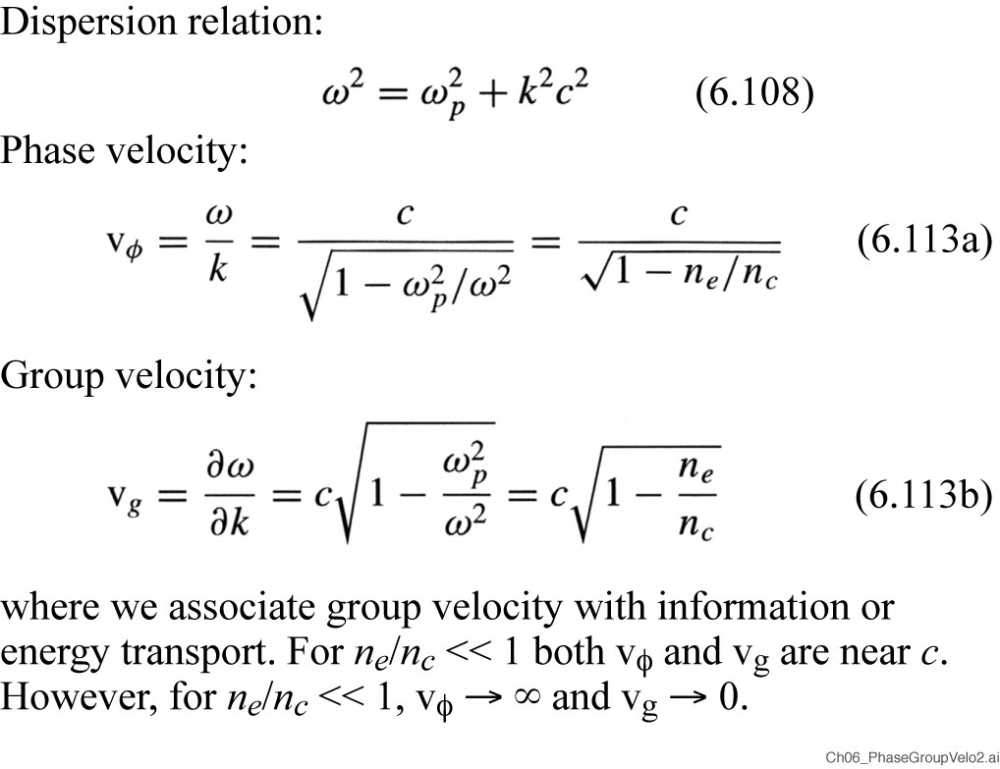 Dispersion relation:
ω² = ωₚ² + k²c² (6.108)
Phase velocity:
v_ϕ = ω/k = c/√(1 − ωₚ²/ω²) = c/√(1 − nₑ/n_c) (6.113a)
Group velocity:
v_g = ∂ω/∂k = c√(1 − ωₚ²/ω²) = c√(1 − nₑ/n_c) (6.113b)
where we associate group velocity with information or
energy transport. For nₑ/n_c << 1 both v_ϕ and v_g are near c.
However, for nₑ/n_c << 1, v_ϕ → ∞ and v_g → 0.
Ch06_PhaseGroupVelo2.ai